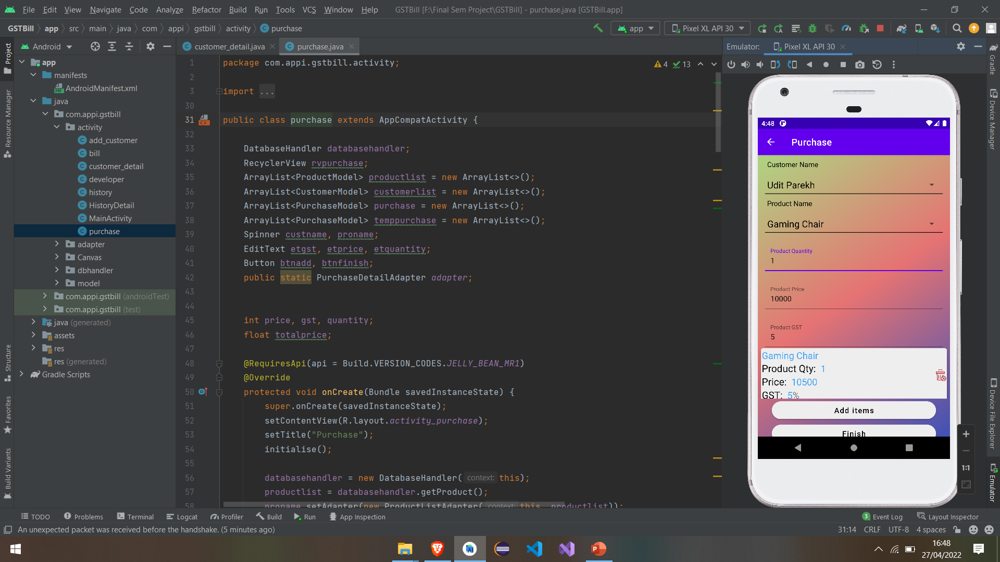 File Edit View Navigate Code Analyze Refactor Build Run Tools VCS Window Help GSTBill [F:\Final Sem Project\GSTBill] - purchase.java [GSTBill.app]
GSTBill app src main java com appi gstbill activity purchase app Pixel XL API 30
Android
customer_detail.java purchase.java
Emulator: Pixel XL API 30
Project
Resource Manager
Structure
Favorites
Build Variants
app
manifests
AndroidManifest.xml
java
com.appi.gstbill
activity
add_customer
bill
customer_detail
developer
history
HistoryDetail
MainActivity
purchase
adapter
Canvas
dbhandler
model
com.appi.gstbill (androidTest)
com.appi.gstbill (test)
java (generated)
assets
res
res (generated)
Gradle Scripts
4 13
1 package com.appi.gstbill.activity;
2
3 import ...
30
31 public class purchase extends AppCompatActivity {
32
33 DatabaseHandler databasehandler;
34 RecyclerView rvpurchase;
35 ArrayList<ProductModel> productlist = new ArrayList<>();
36 ArrayList<CustomerModel> customerlist = new ArrayList<>();
37 ArrayList<PurchaseModel> purchase = new ArrayList<>();
38 ArrayList<PurchaseModel> temppurchase = new ArrayList<>();
39 Spinner custname, proname;
40 EditText etgst, etprice, etquantity;
41 Button btnadd, btnfinish;
42 public static PurchaseDetailAdapter adapter;
43
44
45 int price, gst, quantity;
46 float totalprice;
47
48 @RequiresApi(api = Build.VERSION_CODES.JELLY_BEAN_MR1)
49 @Override
50 protected void onCreate(Bundle savedInstanceState) {
51 super.onCreate(savedInstanceState);
52 setContentView(R.layout.activity_purchase);
53 setTitle("Purchase");
54 initialise();
55
56 databasehandler = new DatabaseHandler( context: this);
57 productlist = databasehandler.getProduct();
58 proname.setAdapter(new ProductListAdapter( context: this, productlist));
4:48
Purchase
Customer Name
Udit Parekh
Product Name
Gaming Chair
Product Quantity
1
Product Price
10000
Product GST
5
Gaming Chair
Product Qty: 1
Price: 10500
GST: 5%
Add items
Finish
1:1
Gradle
Device Manager
Device File Explorer
Emulator
TODO Problems Terminal Logcat Profiler Build Run App Inspection 3 Event Log Layout Inspector
An unexpected packet was received before the handshake. (5 minutes ago) 31:14 CRLF UTF-8 4 spaces
16:48
27/04/2022